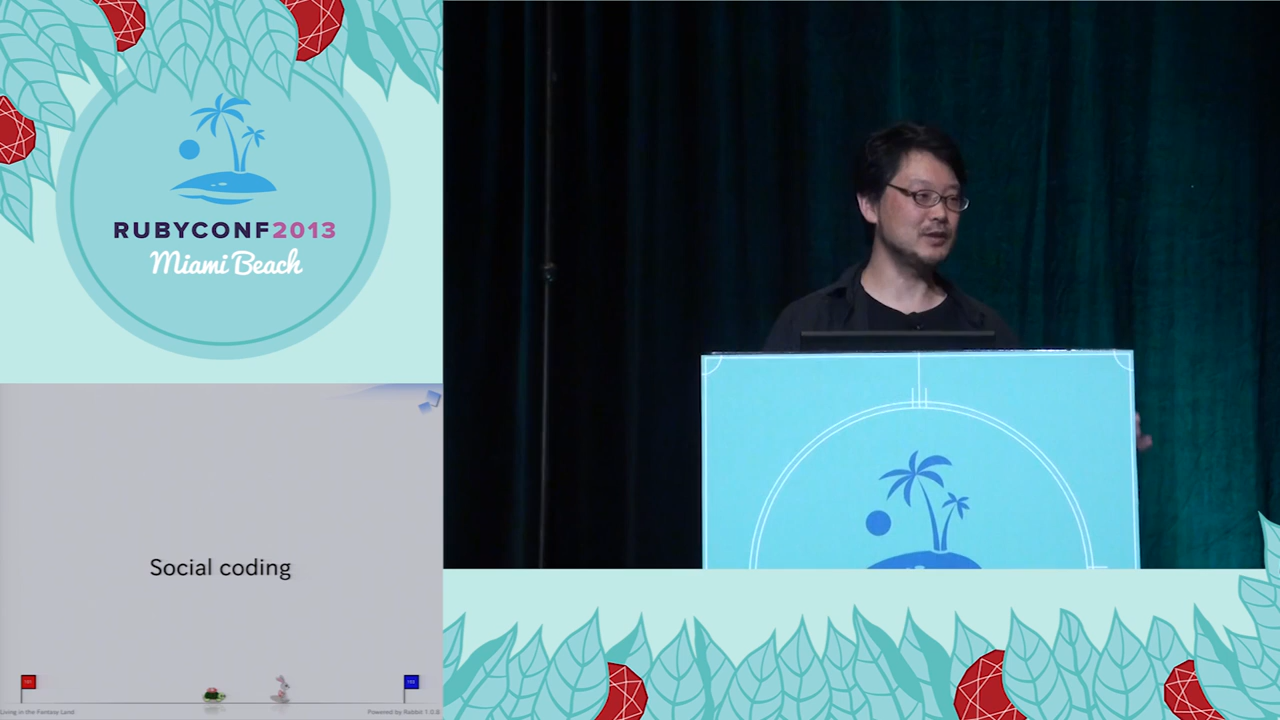 RUBYCONF2013
Miami Beach
Social coding
Living in the Fantasy Land
Powered by Rabbit 1.0.8